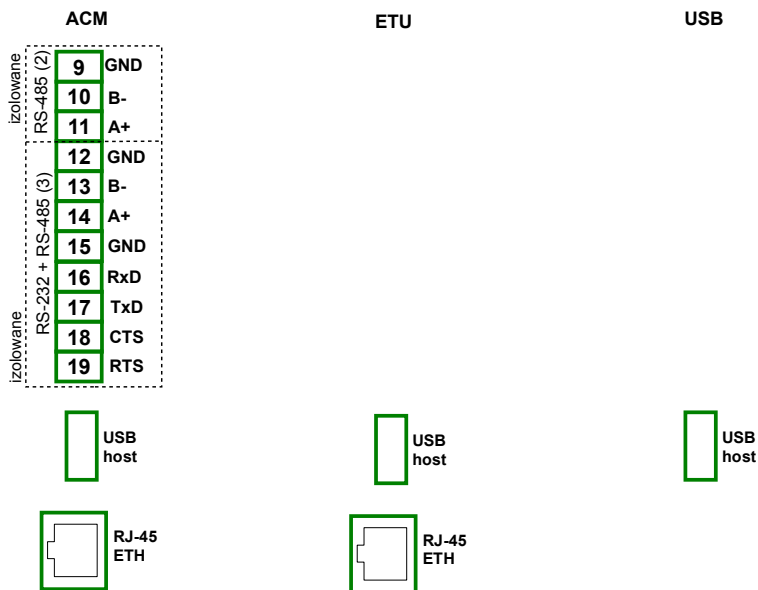 ACM ETU USB
izolowane
RS-485 (2)
9 GND
10 B-
11 A+
izolowane
RS-232 + RS-485 (3)
12 GND
13 B-
14 A+
15 GND
16 RxD
17 TxD
18 CTS
19 RTS
USB
host
USB
host
USB
host
RJ-45
ETH
RJ-45
ETH